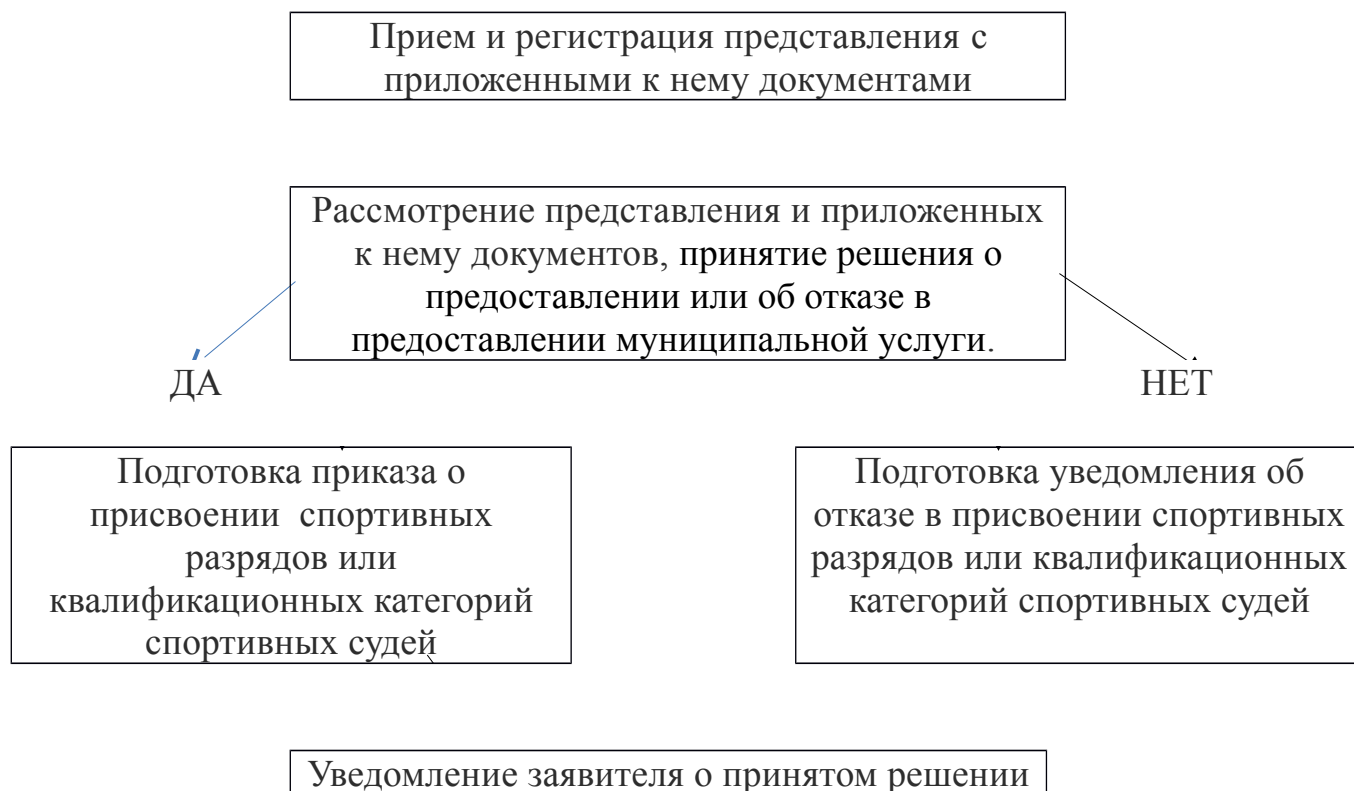 Прием и регистрация представления с
приложенными к нему документами
Рассмотрение представления и приложенных
к нему документов, принятие решения о
предоставлении или об отказе в
предоставлении муниципальной услуги.
ДА
НЕТ
Подготовка приказа о
присвоении спортивных
разрядов или
квалификационных категорий
спортивных судей
Подготовка уведомления об
отказе в присвоении спортивных
разрядов или квалификационных
категорий спортивных судей
Уведомление заявителя о принятом решении